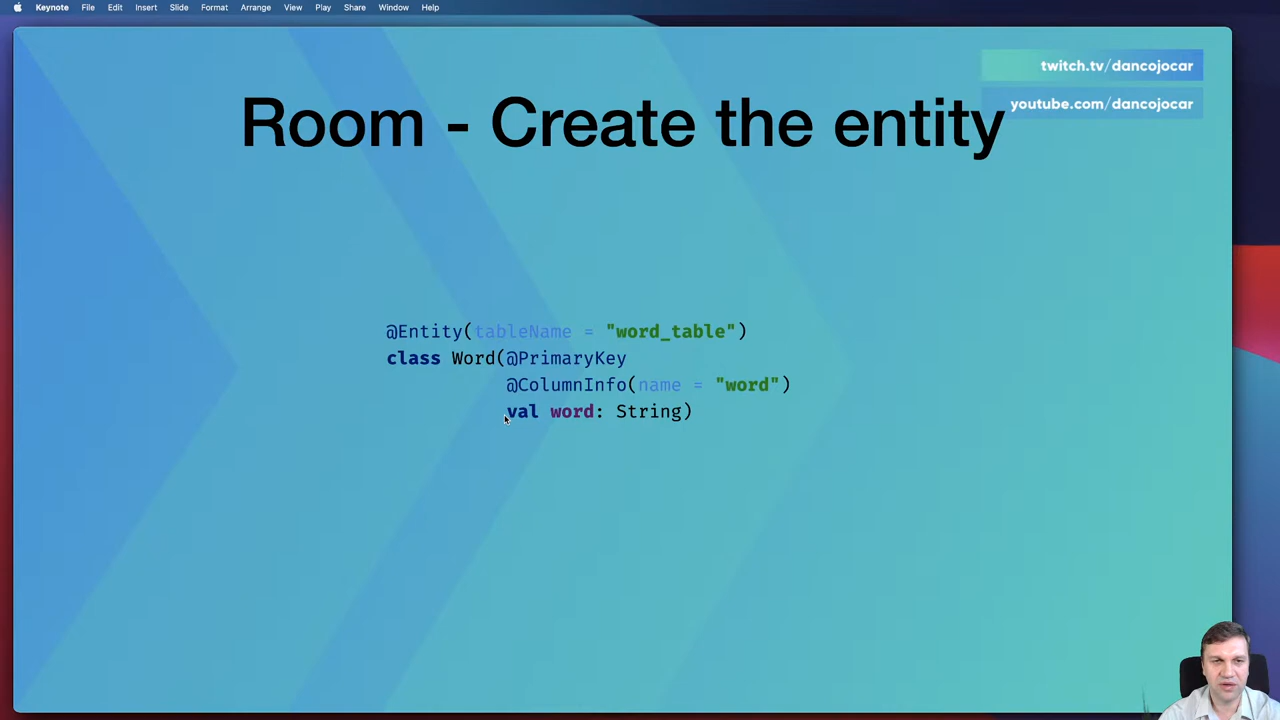 Keynote File Edit Insert Slide Format Arrange View Play Share Window Help
twitch.tv/dancojocar
youtube.com/dancojocar
Room - Create the entity
@Entity(tableName = "word_table")
class Word(@PrimaryKey
@ColumnInfo(name = "word")
val word: String)